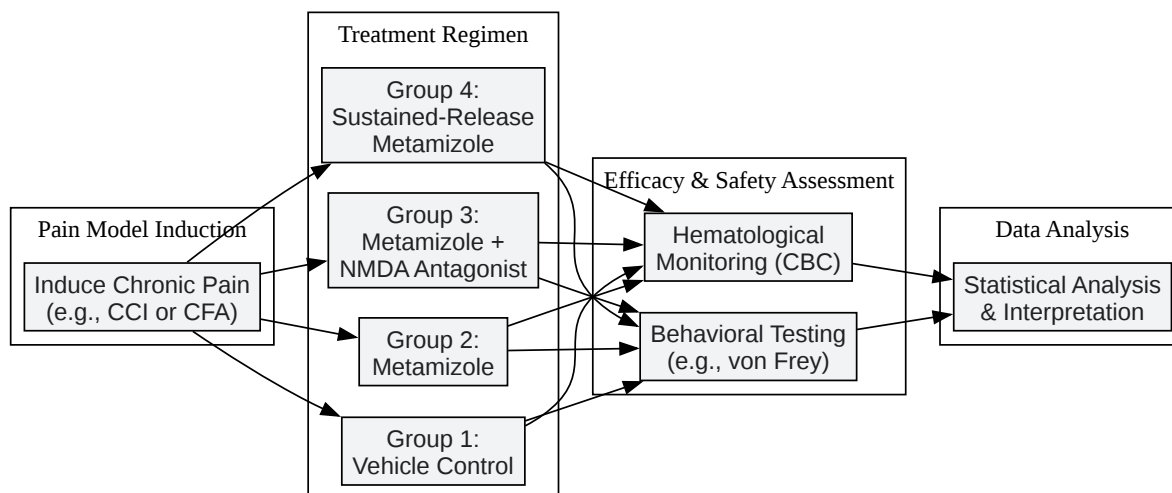 Pain Model Induction
Induce Chronic Pain
(e.g., CCI or CFA)
Treatment Regimen
Group 4:
Sustained-Release
Metamizole
Group 3:
Metamizole +
NMDA Antagonist
Group 2:
Metamizole
Group 1:
Vehicle Control
Efficacy & Safety Assessment
Hematological
Monitoring (CBC)
Behavioral Testing
(e.g., von Frey)
Data Analysis
Statistical Analysis
& Interpretation